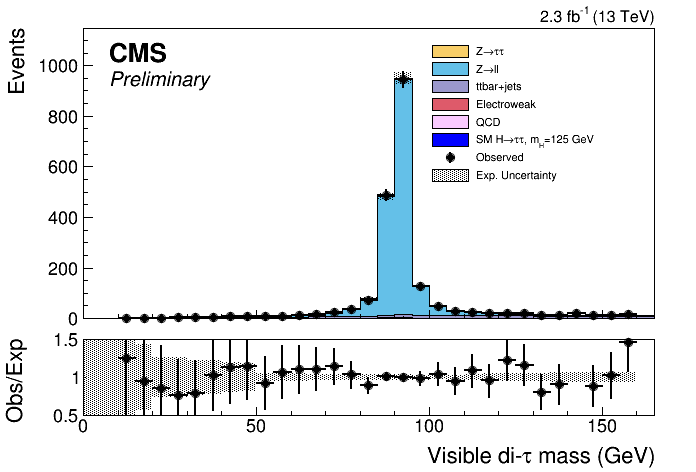 2.3 fb⁻¹ (13 TeV)
Events
CMS
Preliminary
Z→ττ
Z→ll
ttbar+jets
Electroweak
QCD
SM H→ττ, m_H=125 GeV
Observed
Exp. Uncertainty
1000
800
600
400
200
0
Obs/Exp
1.5
1
0.5
0 50 100 150
Visible di-τ mass (GeV)